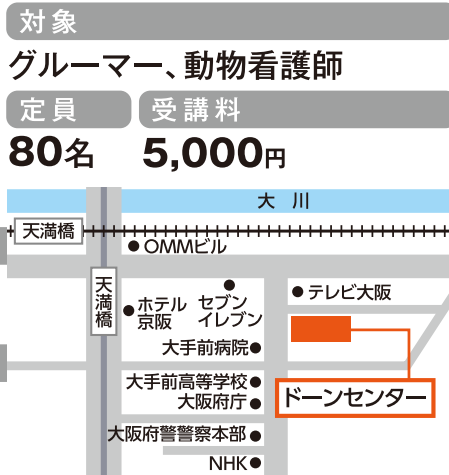 対象
グルーマー、動物看護師
定員 受講料
80名 5,000円
大川
天満橋
OMMビル
天満橋
ホテル
京阪
セブン
イレブン
テレビ大阪
大手前病院
大手前高等学校
大阪府庁
ドーンセンター
大阪府警警察本部
NHK